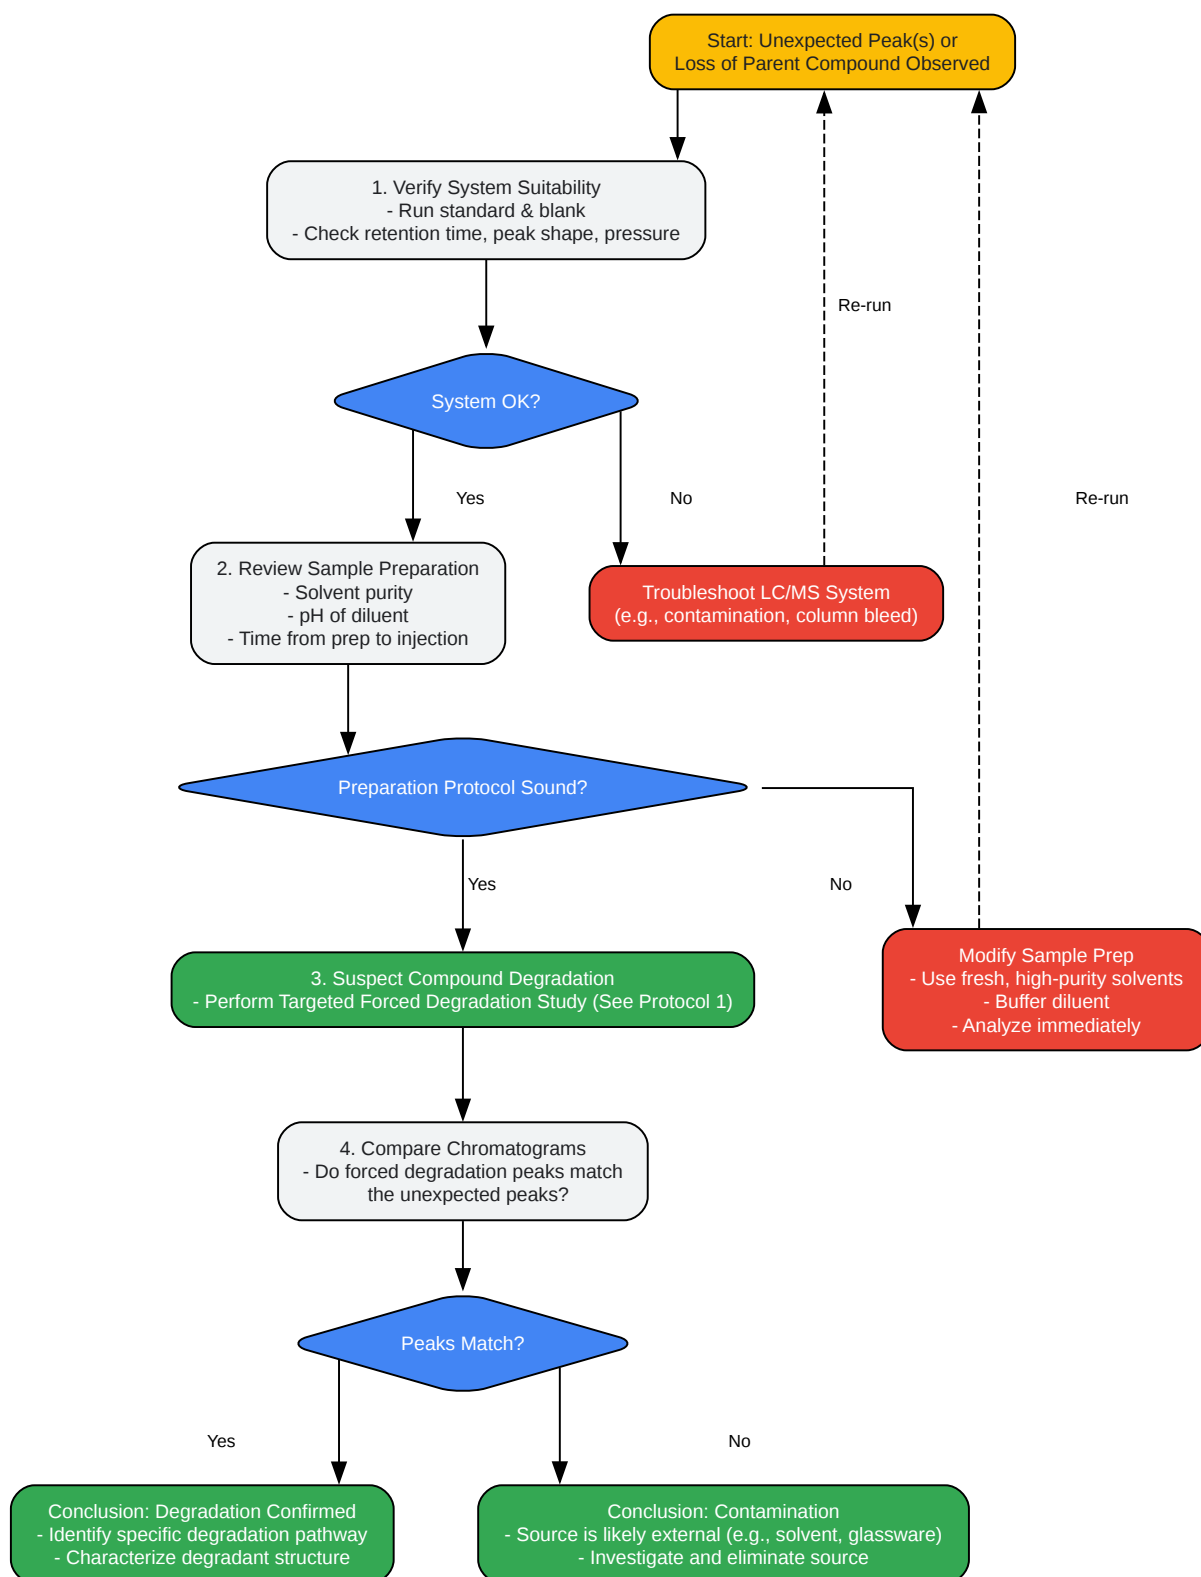 Start: Unexpected Peak(s) or
Loss of Parent Compound Observed
1. Verify System Suitability
- Run standard & blank
- Check retention time, peak shape, pressure
Re-run
System OK?
Yes
No
Re-run
2. Review Sample Preparation
- Solvent purity
- pH of diluent
- Time from prep to injection
Troubleshoot LC/MS System
(e.g., contamination, column bleed)
Preparation Protocol Sound?
Yes
No
3. Suspect Compound Degradation
- Perform Targeted Forced Degradation Study (See Protocol 1)
Modify Sample Prep
- Use fresh, high-purity solvents
- Buffer diluent
- Analyze immediately
4. Compare Chromatograms
- Do forced degradation peaks match
the unexpected peaks?
Peaks Match?
Yes
No
Conclusion: Degradation Confirmed
- Identify specific degradation pathway
- Characterize degradant structure
Conclusion: Contamination
- Source is likely external (e.g., solvent, glassware)
- Investigate and eliminate source